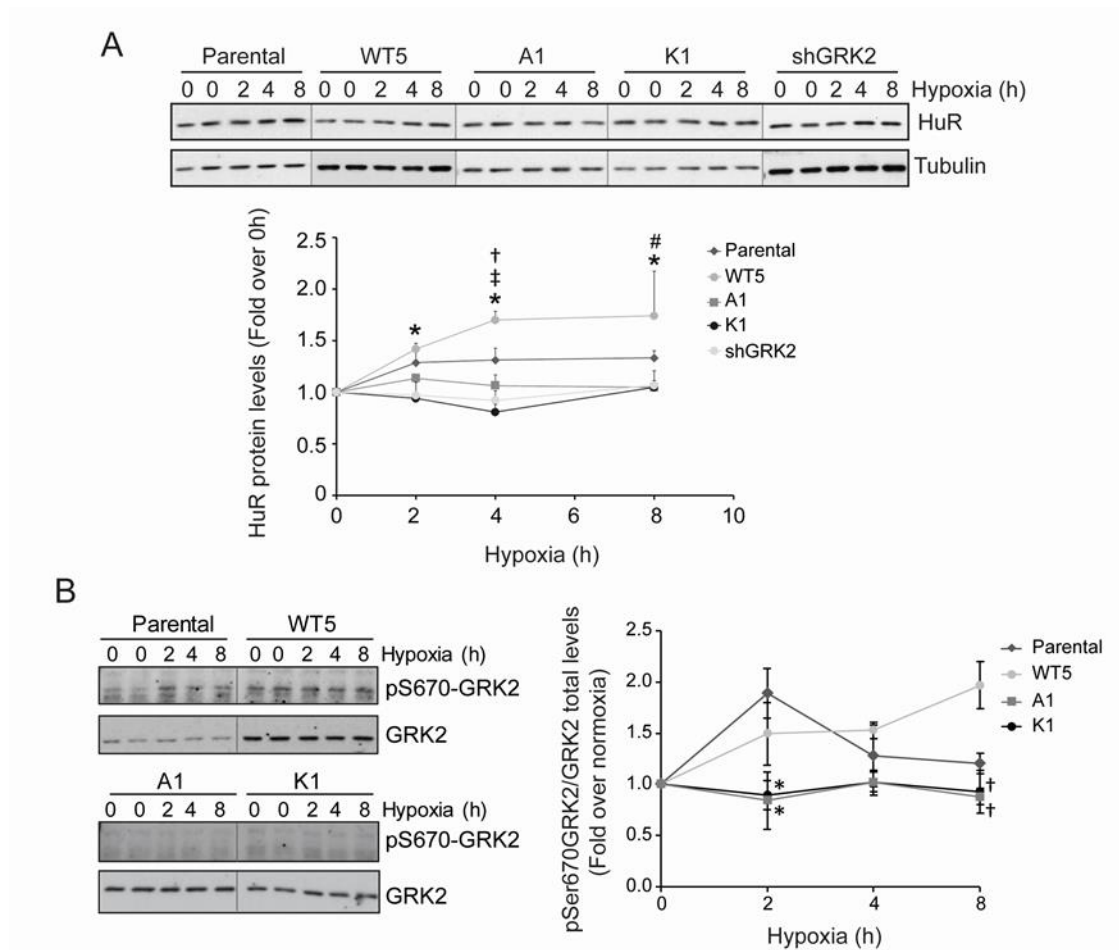 A
Parental WT5 A1 K1 shGRK2
0 0 2 4 8 0 0 2 4 8 0 0 2 4 8 0 0 2 4 8 0 0 2 4 8 Hypoxia (h)
HuR
Tubulin
HuR protein levels (Fold over 0h)
2.5
2.0
1.5
1.0
0.5
0
† 
‡
*
*
#
*
Parental
WT5
A1
K1
shGRK2
0 2 4 6 8 10
Hypoxia (h)
B
Parental WT5
0 0 2 4 8 0 0 2 4 8 Hypoxia (h)
pS670-GRK2
GRK2
A1 K1
0 0 2 4 8 0 0 2 4 8 Hypoxia (h)
pS670-GRK2
GRK2
pSer670GRK2/GRK2 total levels
(Fold over normoxia)
2.5
2.0
1.5
1.0
0.5
0.0
*
*
†
†
Parental
WT5
A1
K1
0 2 4 8
Hypoxia (h)